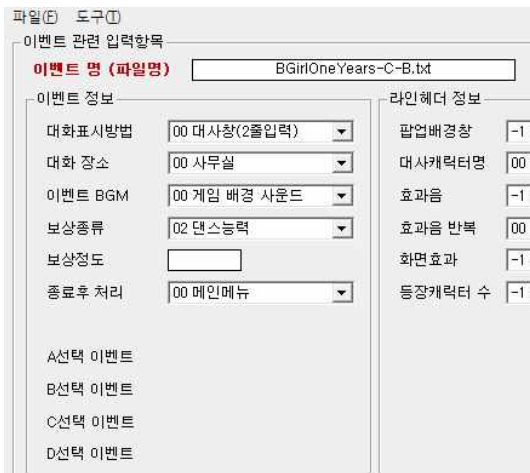 파일(F) 도구(T)
이벤트 관련 입력항목
이벤트 명 (파일명) BGirlOneYears-C-B.txt
이벤트 정보
대화표시방법 00 대사창(2줄입력)
대화 장소 00 사무실
이벤트 BGM 00 게임 배경 사운드
보상종류 02 댄스능력
보상정도
종료후 처리 00 메인메뉴
A선택 이벤트
B선택 이벤트
C선택 이벤트
D선택 이벤트
라인헤더 정보
팝업배경창 -1
대사캐릭터명 00
효과음 -1
효과음 반복 00
화면효과 -1
등장캐릭터 수 -1